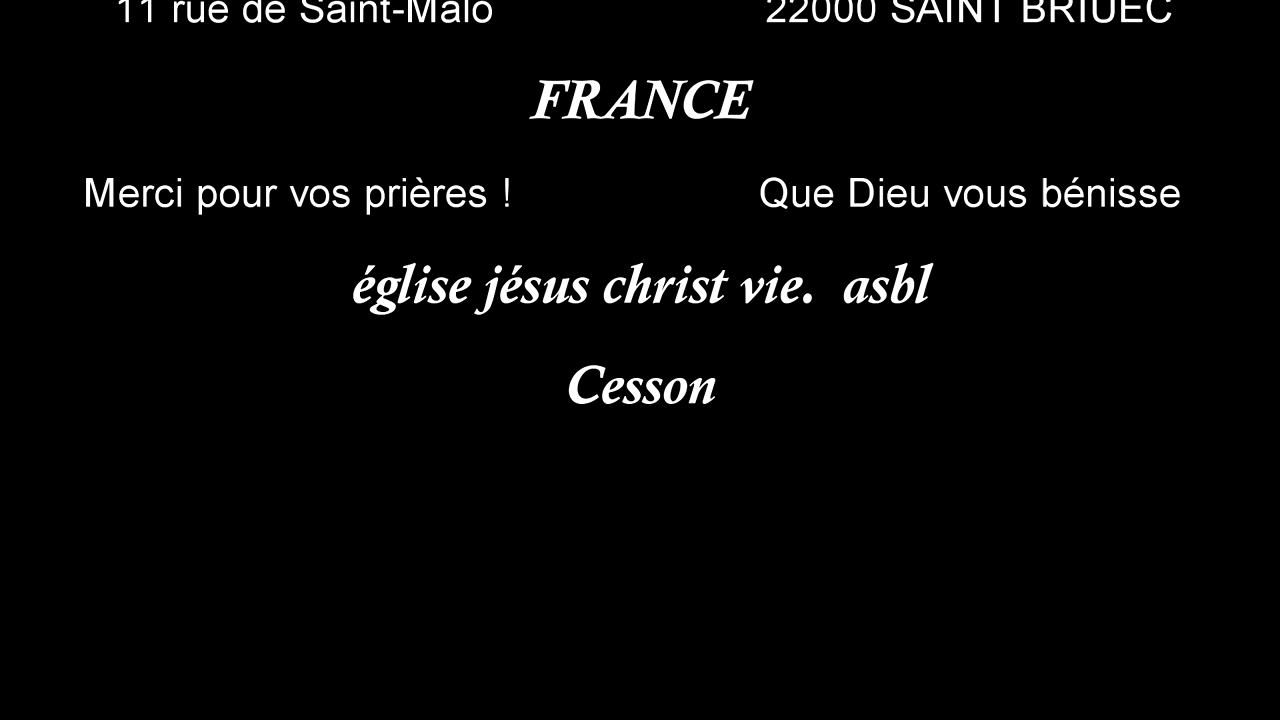 11 rue de Saint-Malo 22000 SAINT BRIUEC
FRANCE
Merci pour vos prières ! Que Dieu vous bénisse
église jésus christ vie. asbl
Cesson